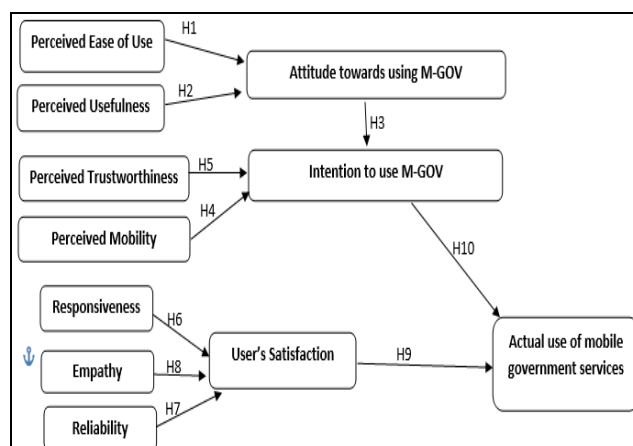 Perceived Ease of Use
H1
Attitude towards using M-GOV
Perceived Usefulness
H2
H3
Perceived Trustworthiness
H5
Intention to use M-GOV
Perceived Mobility
H4
H10
Responsiveness
H6
User's Satisfaction
H9
Actual use of mobile
government services
Empathy
H8
Reliability
H7